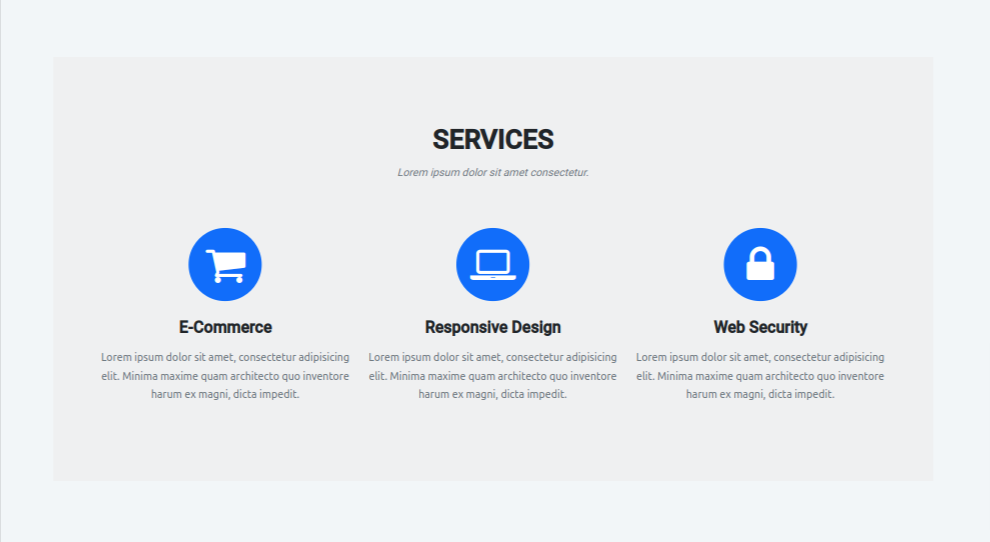 SERVICES
Lorem ipsum dolor sit amet consectetur.
E-Commerce
Lorem ipsum dolor sit amet, consectetur adipisicing
elit. Minima maxime quam architecto quo inventore
harum ex magni, dicta impedit.
Responsive Design
Lorem ipsum dolor sit amet, consectetur adipisicing
elit. Minima maxime quam architecto quo inventore
harum ex magni, dicta impedit.
Web Security
Lorem ipsum dolor sit amet, consectetur adipisicing
elit. Minima maxime quam architecto quo inventore
harum ex magni, dicta impedit.